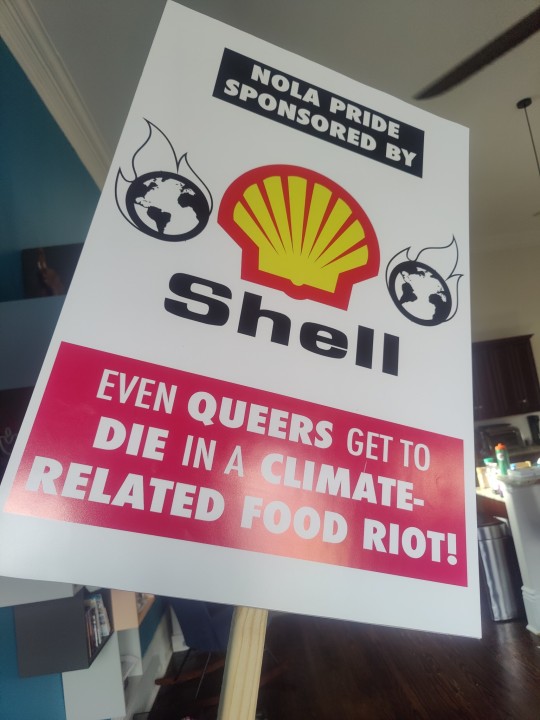 NOLA PRIDE
SPONSORED BY
Shell
EVEN QUEERS GET TO
DIE IN A CLIMATE-
RELATED FOOD RIOT!